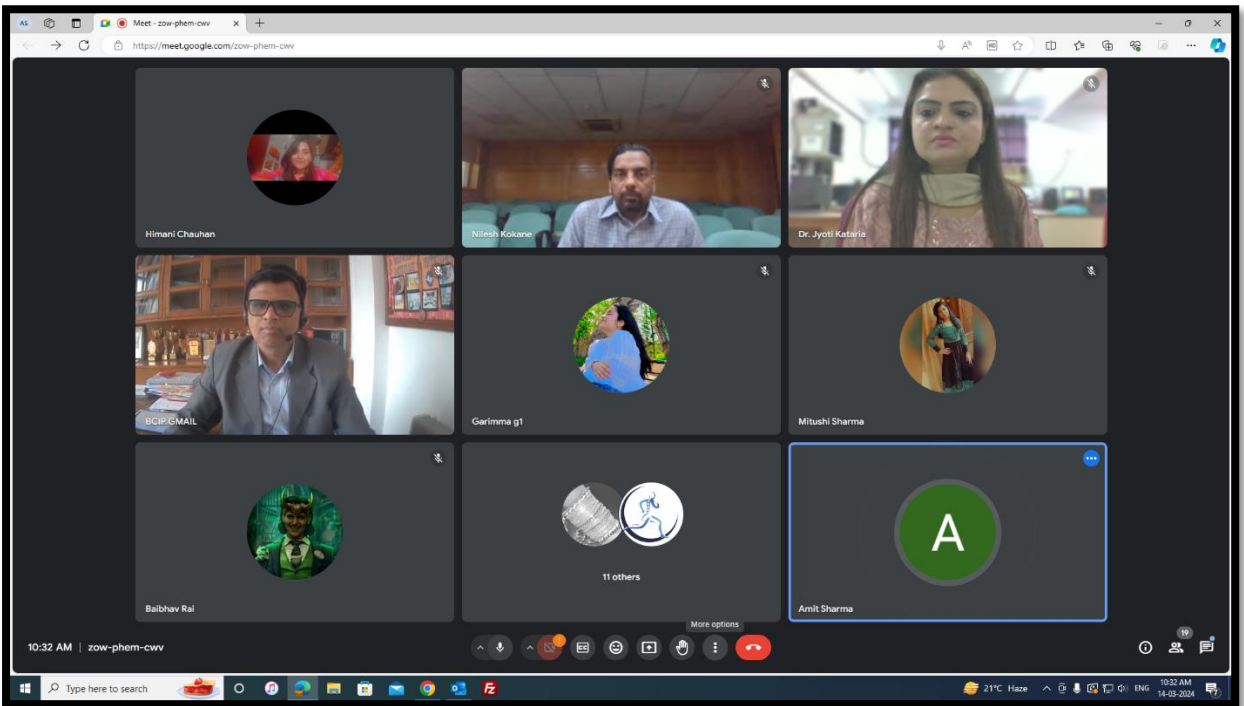 AS
Meet - zow-phem-cwv
https://meet.google.com/zow-phem-cwv
Himani Chauhan
Nilesh Kokane
Dr. Jyoti Kataria
BCIP GMAIL
Garimma g1
Mitushi Sharma
Baibhav Rai
11 others
A
Amit Sharma
More options
10:32 AM | zow-phem-cwv
CC
19
Type here to search
21°C Haze
ENG
10:32 AM
14-03-2024